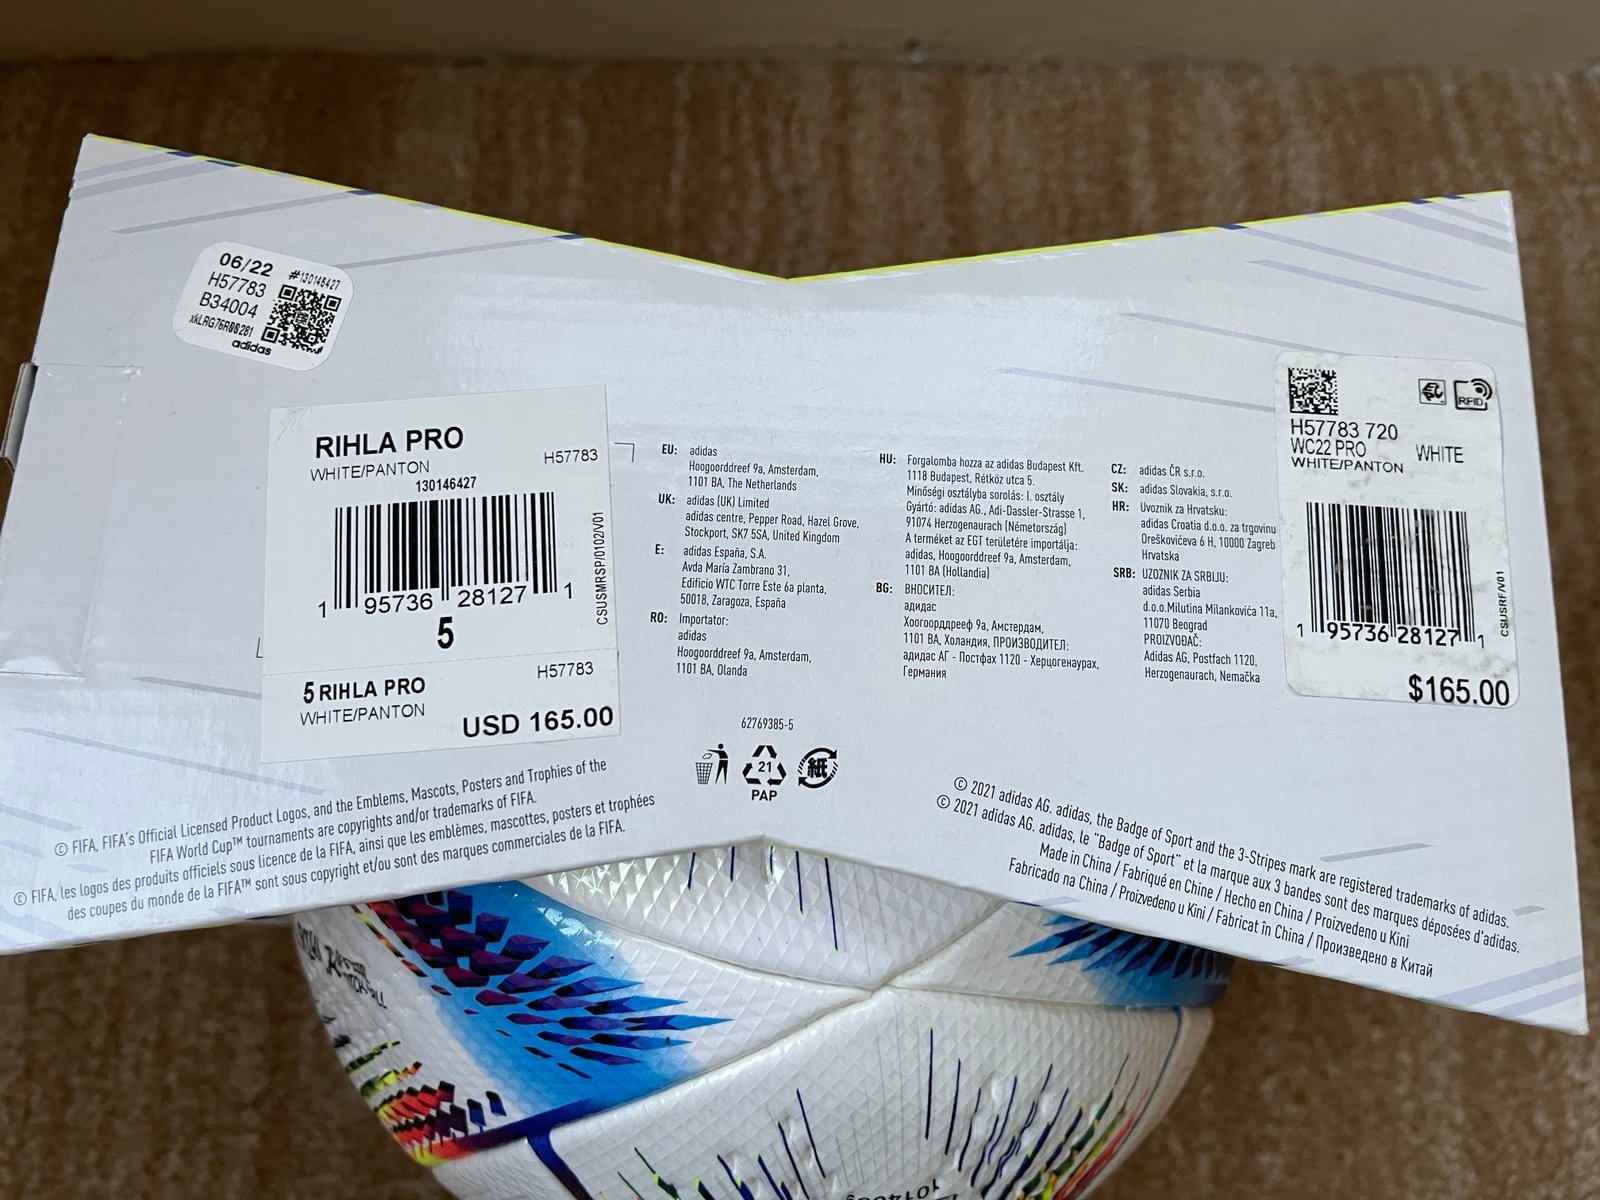 06/22
#130146427
H57783
B34004
adidas
RIHLA PRO
WHITE/PANTON
H57783
130146427
1 95736 28127 1
5
CSUSMRSP/0102/V01
H57783
5 RIHLA PRO
WHITE/PANTON
USD 165.00
EU: adidas
Hoogoorddreef 9a, Amsterdam,
1101 BA, The Netherlands
UK: adidas (UK) Limited
adidas centre, Pepper Road, Hazel Grove,
Stockport, SK7 5SA, United Kingdom
E: adidas España, S.A.
Avda María Zambrano 31,
Edificio WTC Torre Este 6a planta,
50018, Zaragoza, España
RO: Importator:
adidas
Hoogoorddreef 9a, Amsterdam,
1101 BA, Olanda
HU: Forgalomba hozza az adidas Budapest Kft.
1118 Budapest, Rétköz utca 5.
Minőségi osztályba sorolás: I. osztály
Gyártó: adidas AG., Adi-Dassler-Strasse 1,
91074 Herzogenaurach (Németország)
A terméket az EGT területére importálja:
adidas, Hoogoorddreef 9a, Amsterdam,
1101 BA (Hollandia)
BG: ВНОСИТЕЛ:
адидас
Хоогоорддрееф 9а, Амстердам,
1101 ВА, Холандия, ПРОИЗВОДИТЕЛ:
адидас АГ - Постфах 1120 - Херцогенаурах,
Германия
CZ: adidas ČR s.r.o.
SK: adidas Slovakia, s.r.o.
HR: Uvoznik za Hrvatsku:
adidas Croatia d.o.o. za trgovinu
Oreškovićeva 6 H, 10000 Zagreb
Hrvatska
SRB: UZOZNIK ZA SRBIJU:
adidas Serbia
d.o.o.Milutina Milankovića 11a,
11070 Beograd
PROIZVOĐAČ:
Adidas AG, Postfach 1120,
Herzogenaurach, Nemačka
RFID
H57783 720
WC22 PRO
WHITE
WHITE/PANTON
1 95736 28127 1
CSUSRF/V01
$165.00
62769385-5
21
PAP
紙
© FIFA, FIFA's Official Licensed Product Logos, and the Emblems, Mascots, Posters and Trophies of the
FIFA World Cup™ tournaments are copyrights and/or trademarks of FIFA.
© FIFA, les logos des produits officiels sous licence de la FIFA, ainsi que les emblèmes, mascottes, posters et trophées
des coupes du monde de la FIFA™ sont sous copyright et/ou sont des marques commerciales de la FIFA.
© 2021 adidas AG. adidas, the Badge of Sport and the 3-Stripes mark are registered trademarks of adidas.
© 2021 adidas AG. adidas, le "Badge of Sport" et la marque aux 3 bandes sont des marques déposées d'adidas.
Made in China / Fabriqué en Chine / Hecho en China / Proizvedeno u Kini
Fabricado na China / Proizvedeno u Kini / Fabricat în China / Произведено в Китай